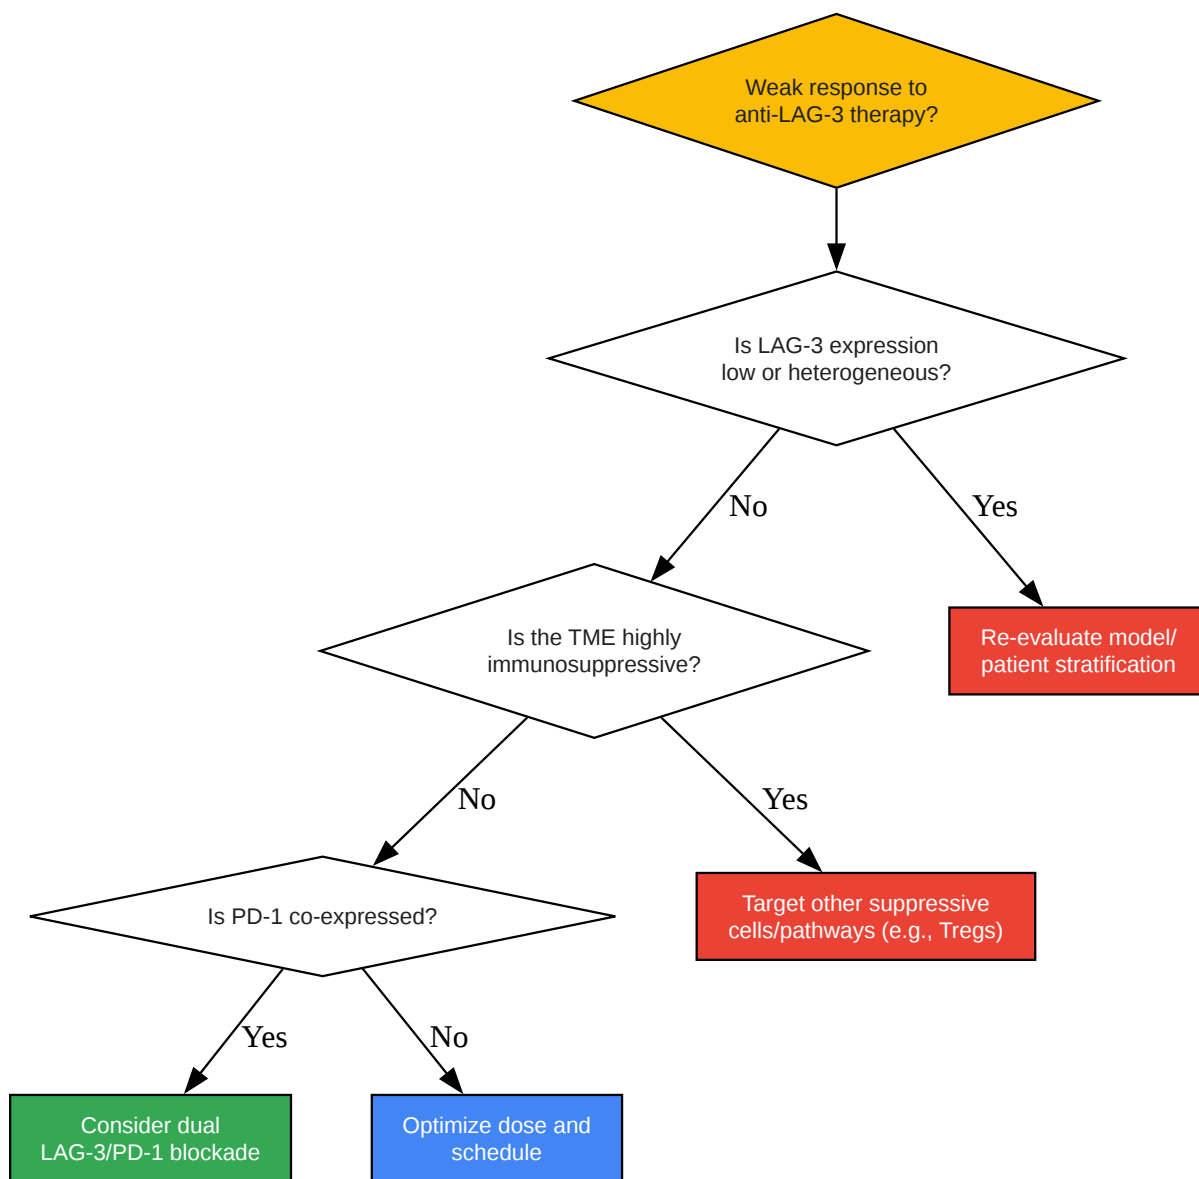 Weak response to
anti-LAG-3 therapy?
Is LAG-3 expression
low or heterogeneous?
No
Yes
Is the TME highly
immunosuppressive?
Re-evaluate model/
patient stratification
No
Yes
Is PD-1 co-expressed?
Target other suppressive
cells/pathways (e.g., Tregs)
Yes
No
Consider dual
LAG-3/PD-1 blockade
Optimize dose and
schedule